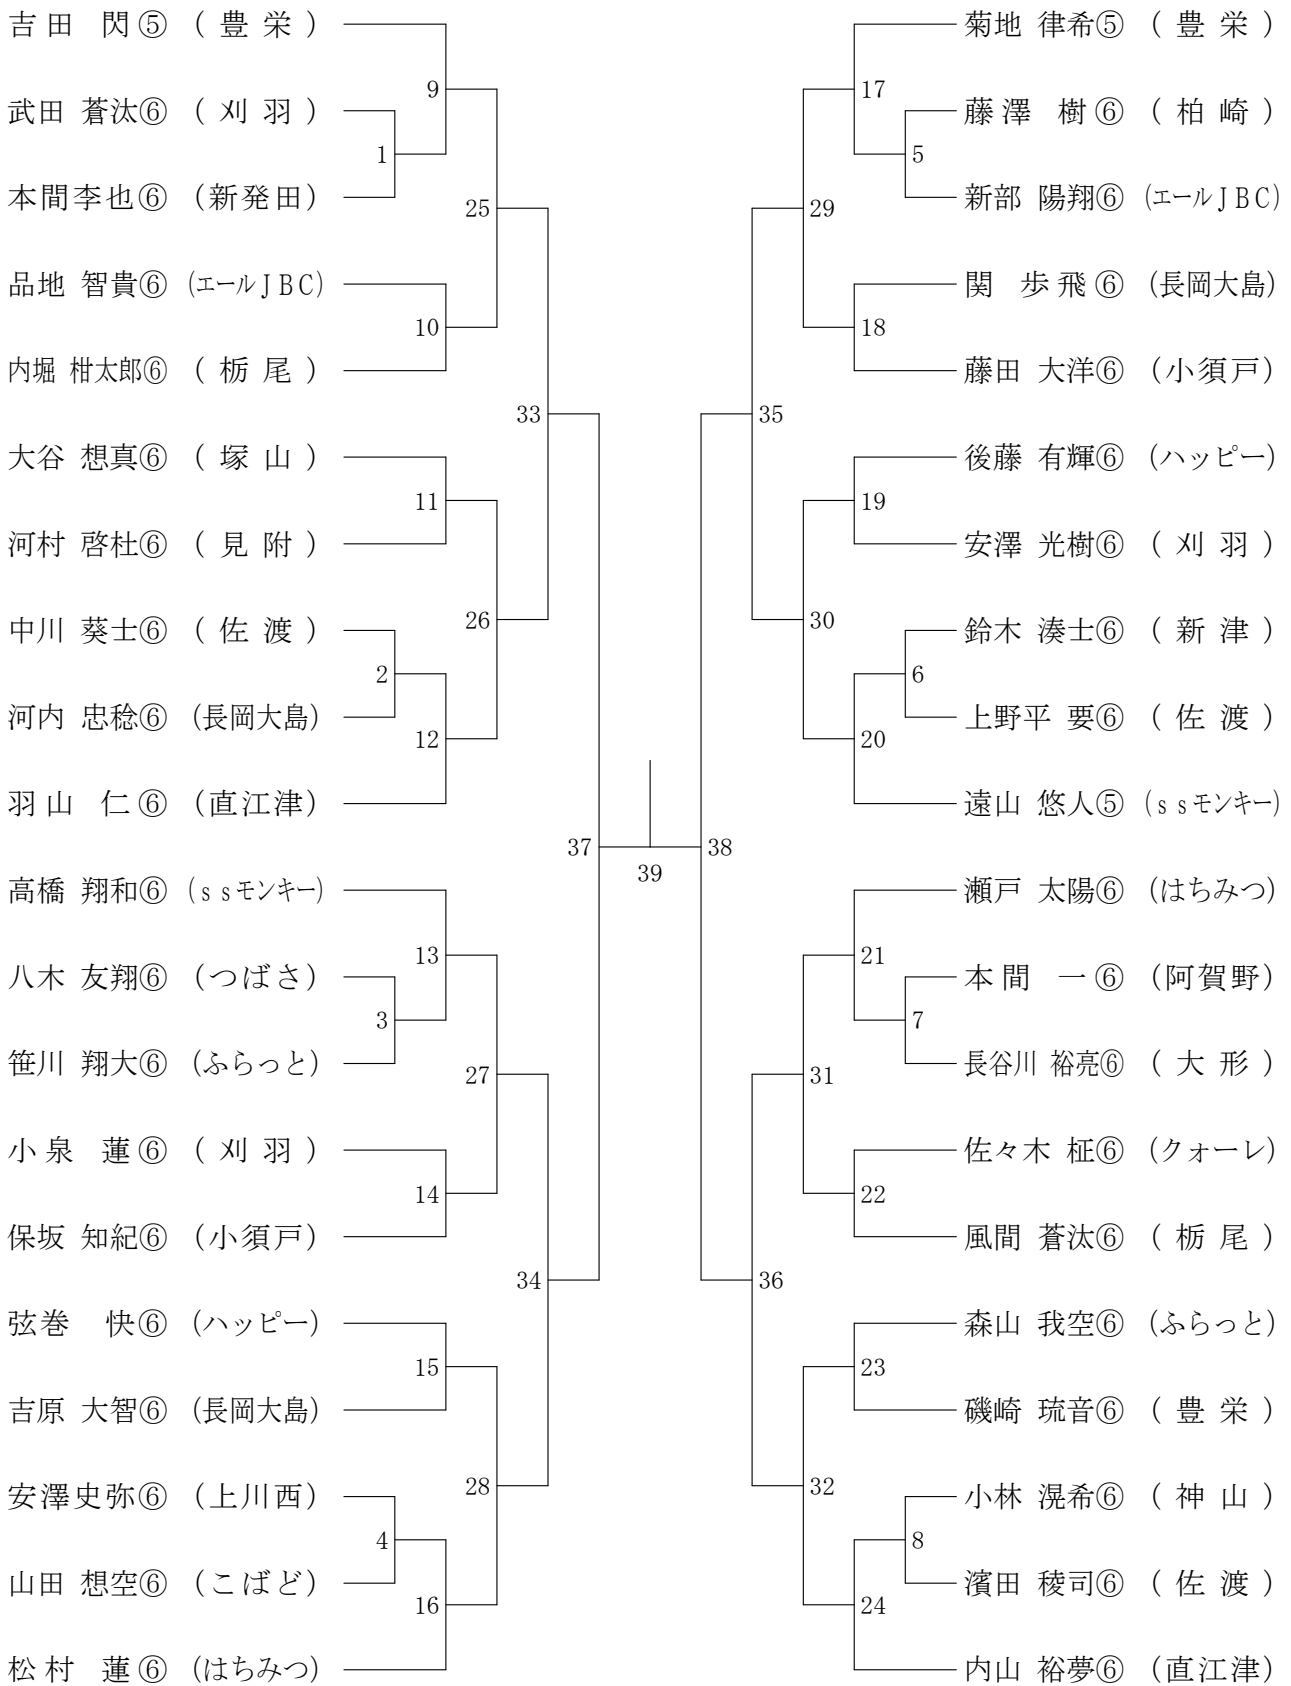 吉田 閃⑤ (豊栄)
武田 蒼汰⑥ (刈羽)
本間李也⑥ (新発田)
品地 智貴⑥ (エールJBC)
内堀 柑太郎⑥ (栃尾)
大谷 想真⑥ (塚山)
河村 啓杜⑥ (見附)
中川 葵士⑥ (佐渡)
河内 忠稔⑥ (長岡大島)
羽山 仁⑥ (直江津)
高橋 翔和⑥ (ssモンキー)
八木 友翔⑥ (つばさ)
笹川 翔大⑥ (ふらっと)
小泉 蓮⑥ (刈羽)
保坂 知紀⑥ (小須戸)
弦巻 快⑥ (ハッピー)
吉原 大智⑥ (長岡大島)
安澤史弥⑥ (上川西)
山田 想空⑥ (こばど)
松村 蓮⑥ (はちみつ)
1
2
3
4
9
10
11
12
13
14
15
16
25
26
27
28
33
34
37
39
38
35
36
29
30
31
32
17
18
19
20
21
22
23
24
5
6
7
8
菊地 律希⑤ (豊栄)
藤澤 樹⑥ (柏崎)
新部 陽翔⑥ (エールJBC)
関 歩飛⑥ (長岡大島)
藤田 大洋⑥ (小須戸)
後藤 有輝⑥ (ハッピー)
安澤 光樹⑥ (刈羽)
鈴木 湊士⑥ (新津)
上野平 要⑥ (佐渡)
遠山 悠人⑤ (ssモンキー)
瀬戸 太陽⑥ (はちみつ)
本間 一⑥ (阿賀野)
長谷川 裕亮⑥ (大形)
佐々木 柾⑥ (クォーレ)
風間 蒼汰⑥ (栃尾)
森山 我空⑥ (ふらっと)
磯崎 琉音⑥ (豊栄)
小林 滉希⑥ (神山)
濱田 稜司⑥ (佐渡)
内山 裕夢⑥ (直江津)